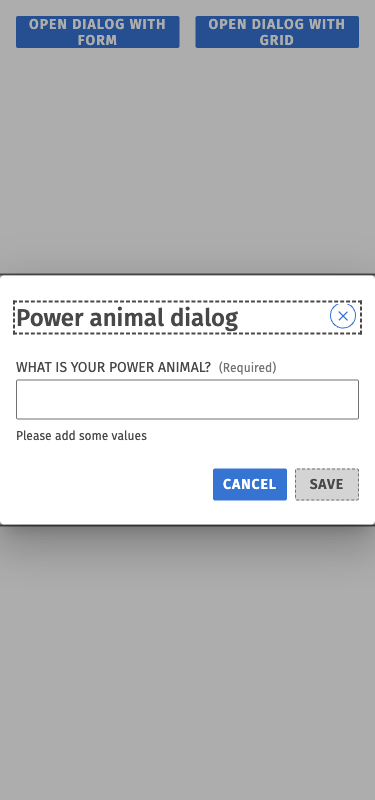 OPEN DIALOG WITH
FORM
OPEN DIALOG WITH
GRID
Power animal dialog
WHAT IS YOUR POWER ANIMAL? (Required)
Please add some values
CANCEL
SAVE